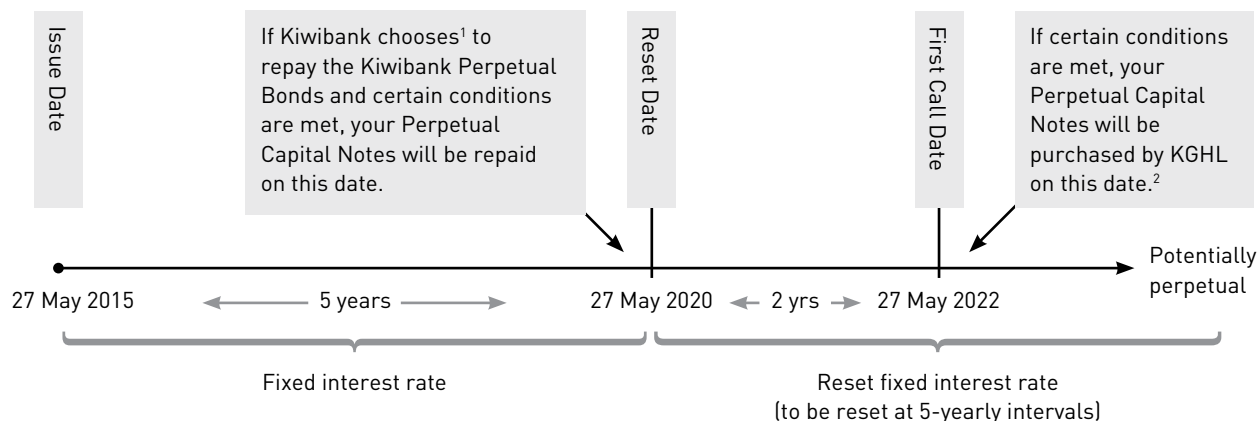 Issue Date
If Kiwibank chooses¹ to
repay the Kiwibank Perpetual
Bonds and certain conditions
are met, your Perpetual
Capital Notes will be repaid
on this date.
Reset Date
First Call Date
If certain conditions
are met, your
Perpetual Capital
Notes will be
purchased by KGHL
on this date.²
Potentially
perpetual
27 May 2015
5 years
27 May 2020
2 yrs
27 May 2022
Fixed interest rate
Reset fixed interest rate
(to be reset at 5-yearly intervals)